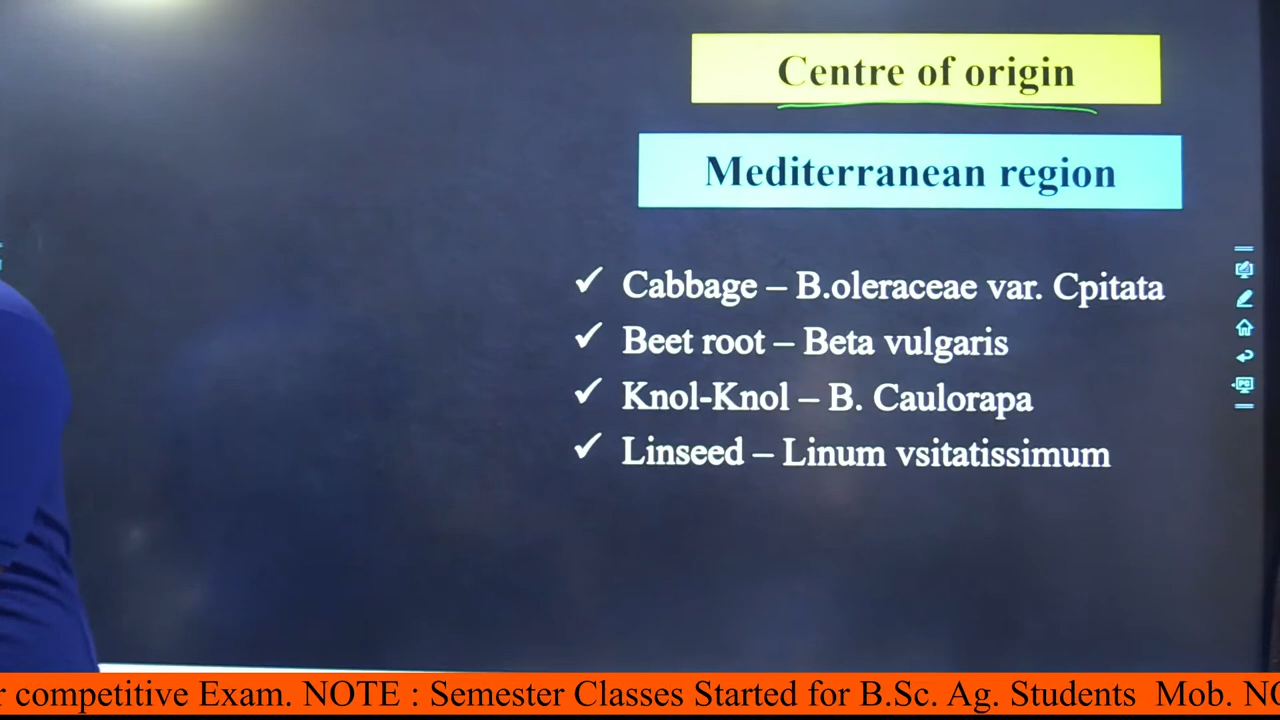 Centre of origin
Mediterranean region
✓ Cabbage – B.oleraceae var. Cpitata
✓ Beet root – Beta vulgaris
✓ Knol-Knol – B. Caulorapa
✓ Linseed – Linum vsitatissimum
r competitive Exam. NOTE : Semester Classes Started for B.Sc. Ag. Students Mob. NO